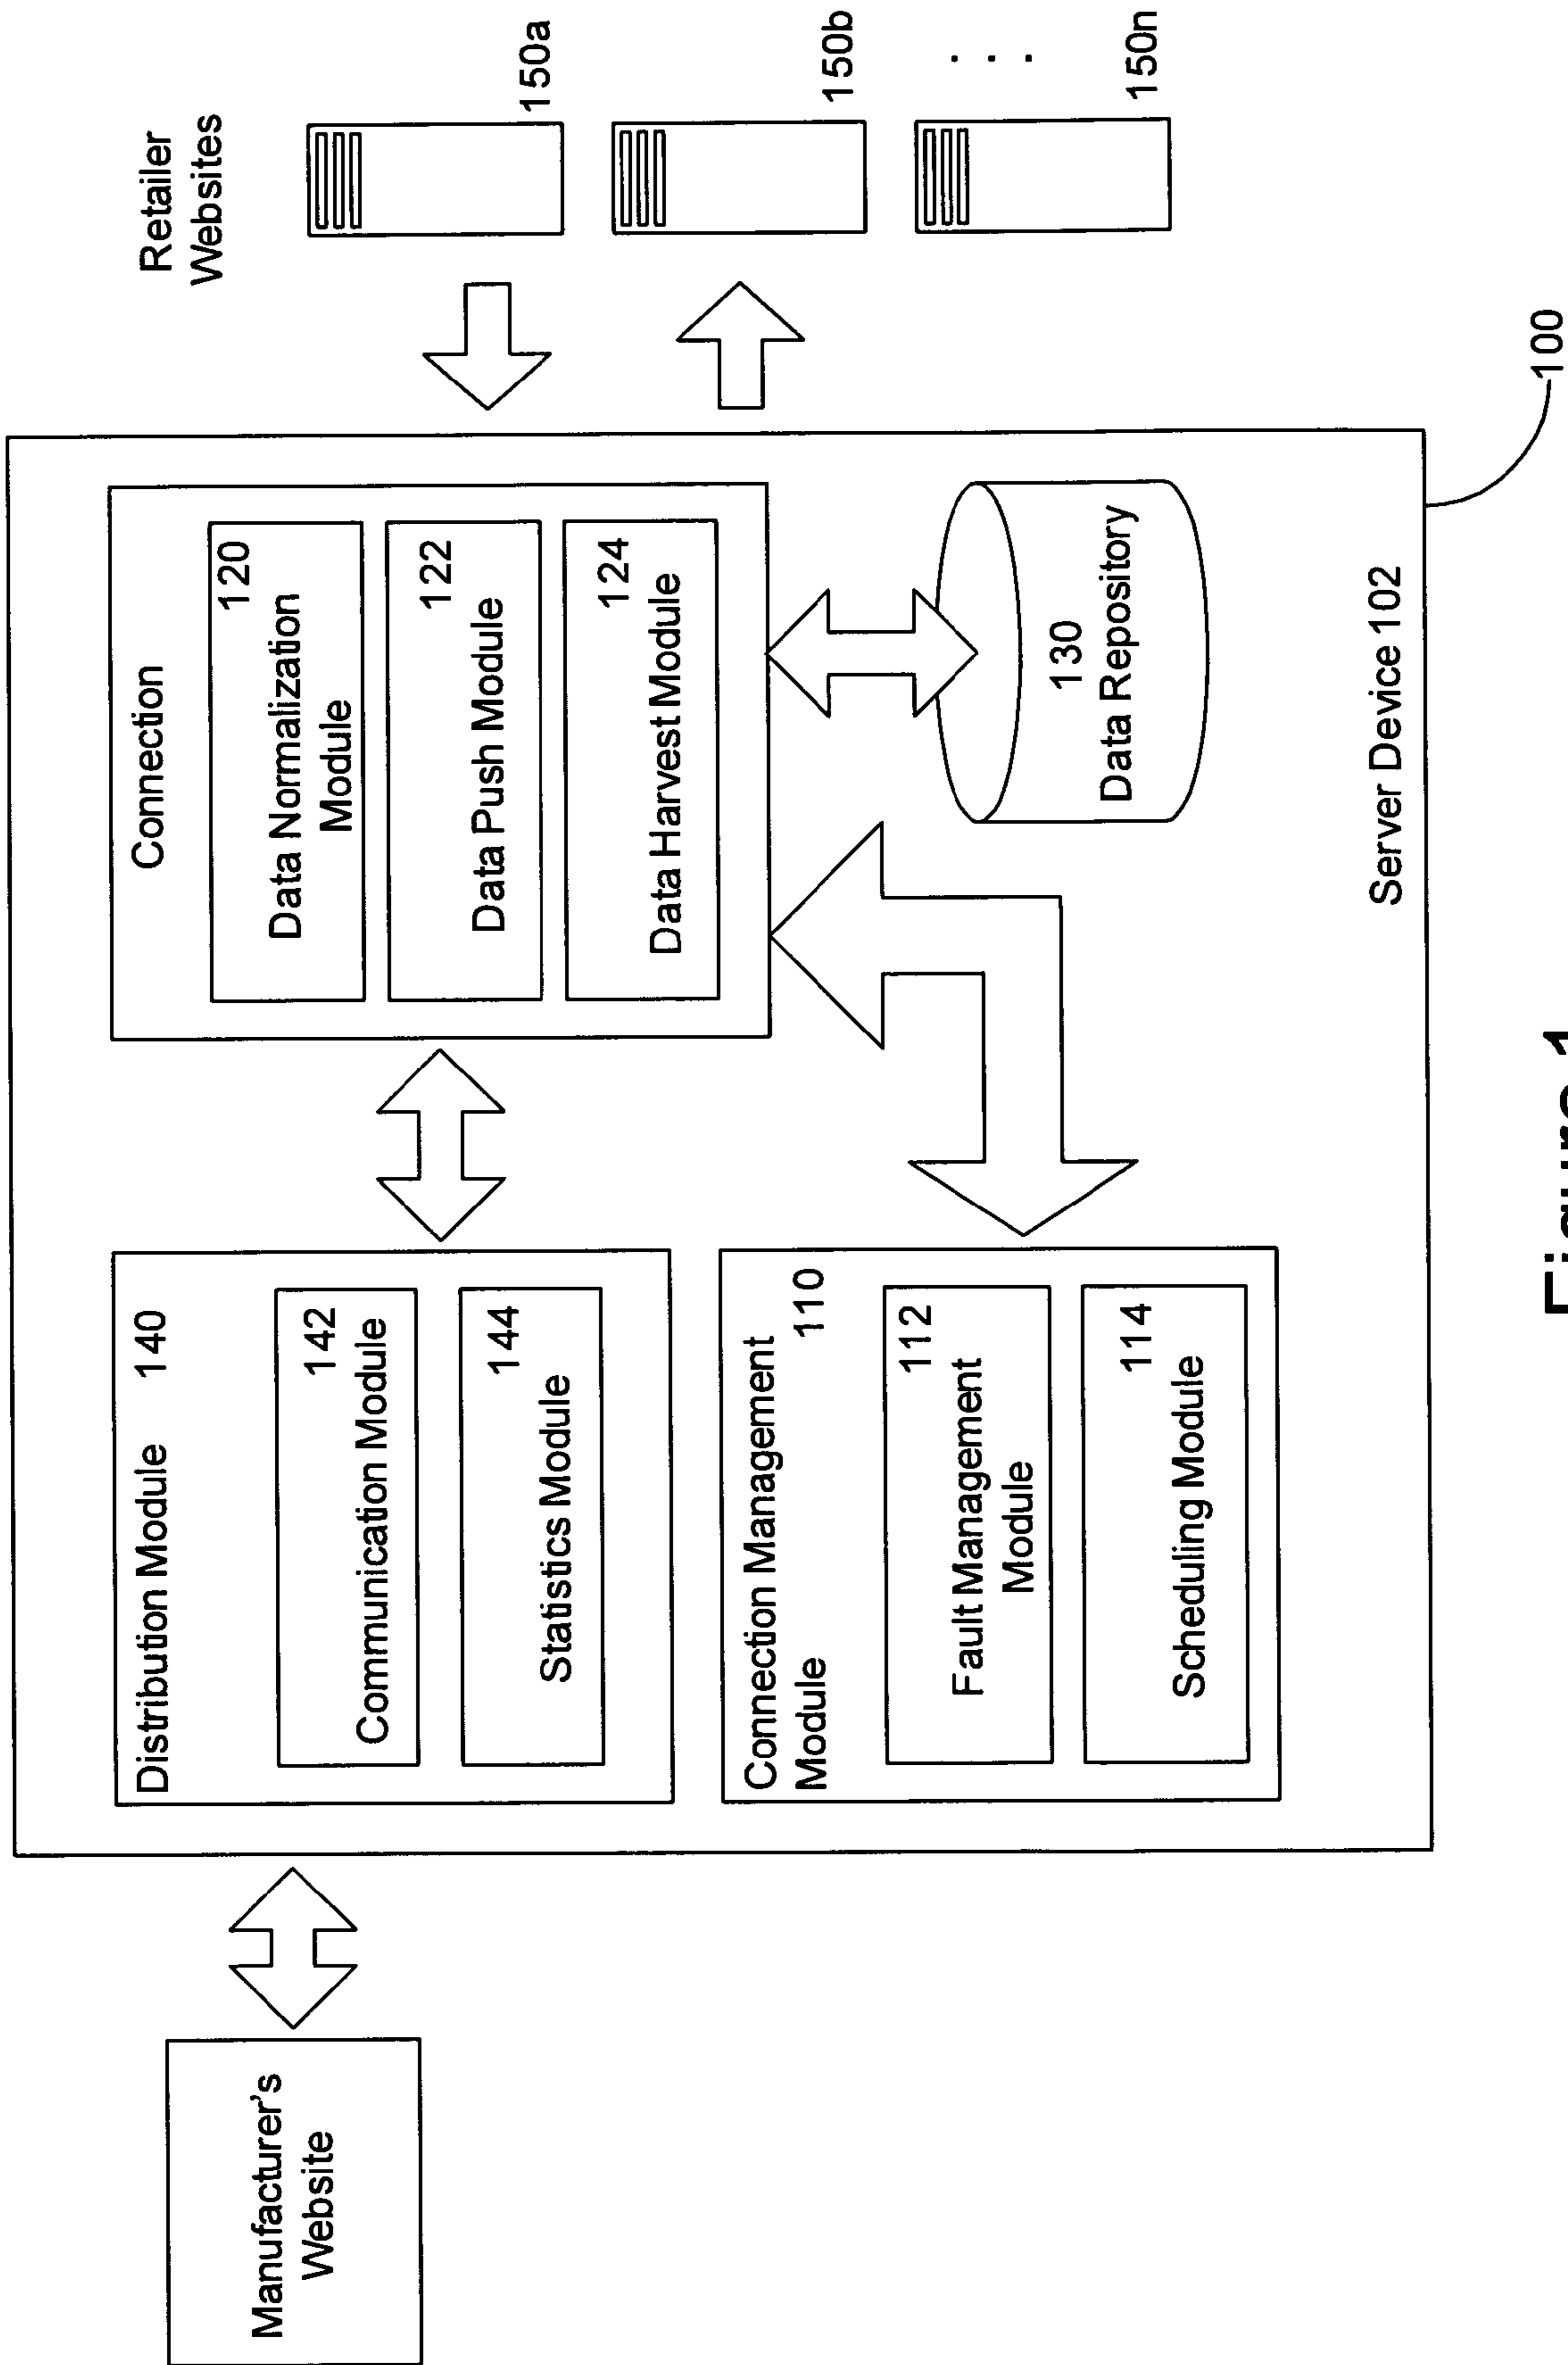 Manufacturer's
Website
Distribution Module 140
142
Communication Module
144
Statistics Module
Connection Management
Module 110
112
Fault Management
Module
114
Scheduling Module
Connection
120
Data Normalization
Module
122
Data Push Module
124
Data Harvest Module
130
Data Repository
Server Device 102
100
Retailer
Websites
150a
150b
. . .
150n
Figure 1